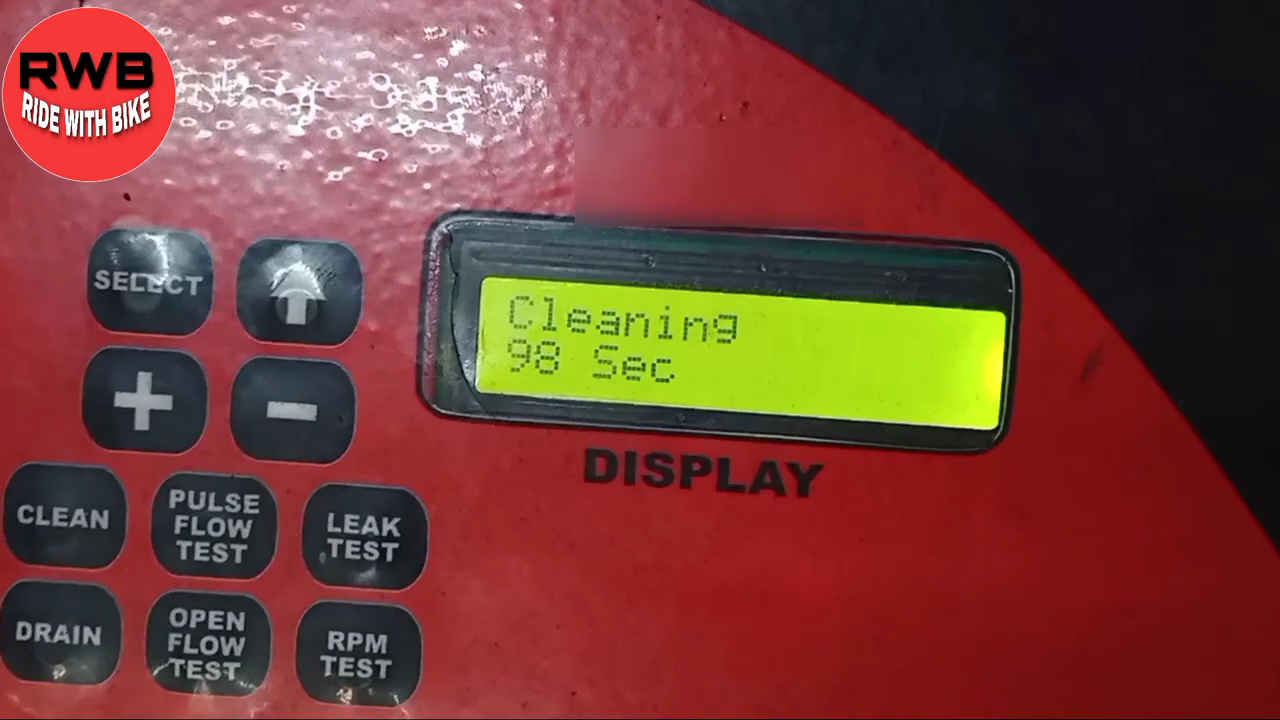 RWB
RIDE WITH BIKE
SELECT
+
-
Cleaning
98 Sec
DISPLAY
CLEAN
PULSE
FLOW
TEST
LEAK
TEST
DRAIN
OPEN
FLOW
TEST
RPM
TEST